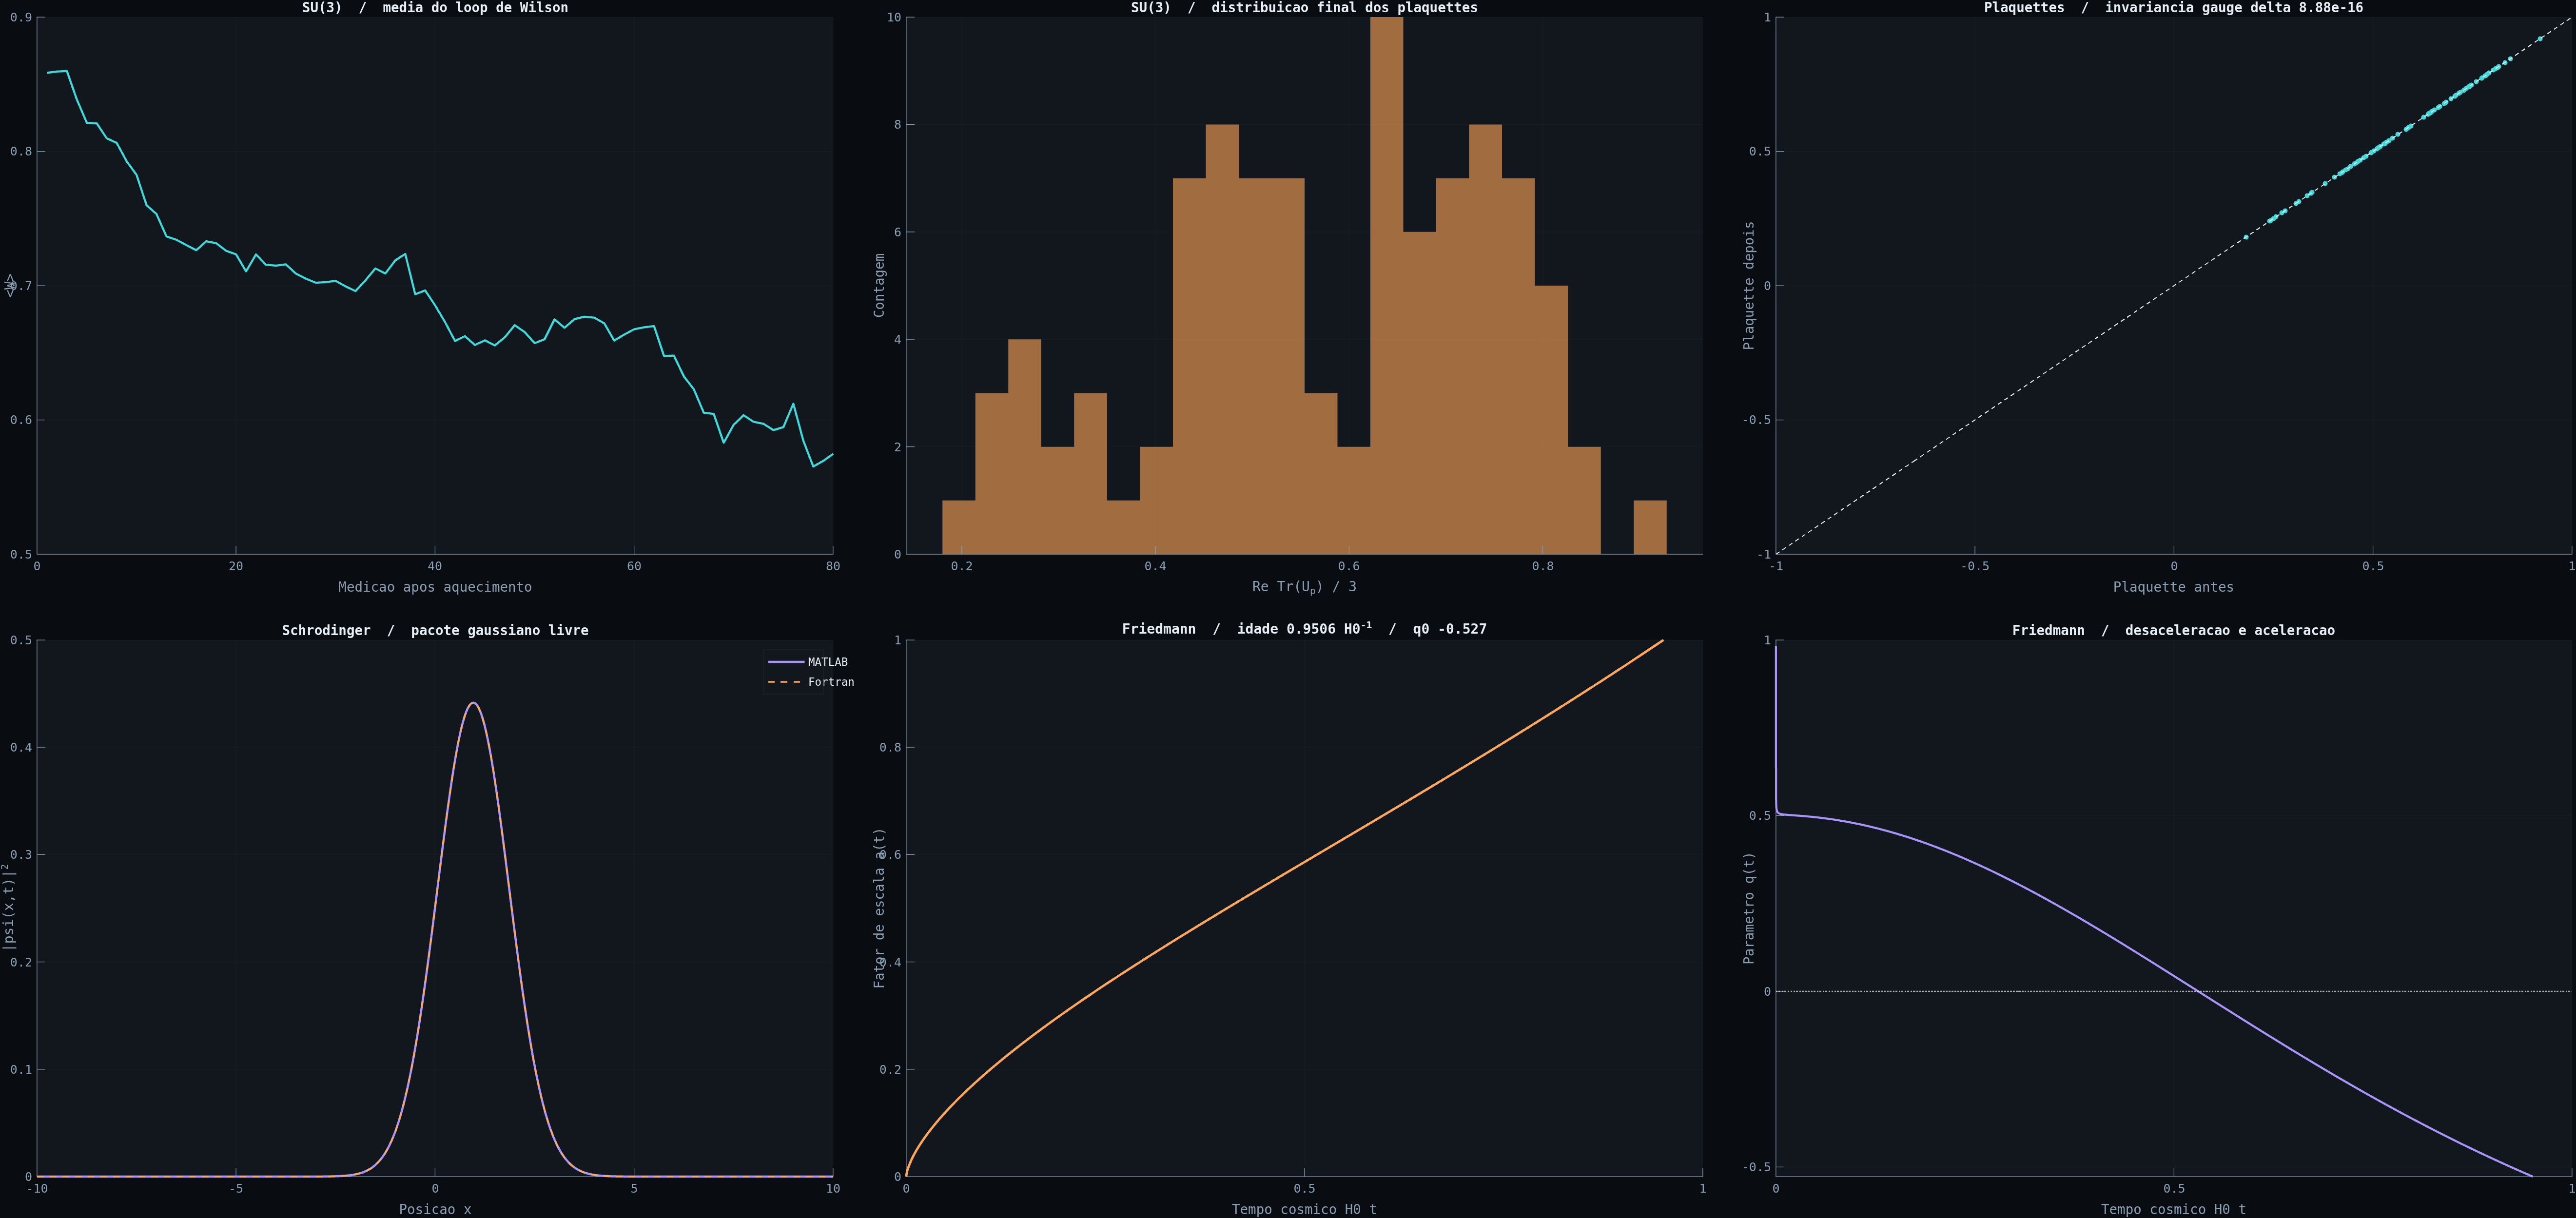 SU(3)  /  media do loop de Wilson
0.9
0.8
0.7
0.6
0.5
0 20 40 60 80
Medicao apos aquecimento
SU(3)  /  distribuicao final dos plaquettes
Contagem
10
8
6
4
2
0
0.2 0.4 0.6 0.8
Re Tr(Up) / 3
Plaquettes  /  invariancia gauge delta 8.88e-16
Plaquette depois
1
0.5
0
-0.5
-1
-1 -0.5 0 0.5 1
Plaquette antes
Schrodinger  /  pacote gaussiano livre
|psi(x,t)|²
0.5
0.4
0.3
0.2
0.1
0
MATLAB
Fortran
-10 -5 0 5 10
Posicao x
Friedmann  /  idade 0.9506 H0⁻¹  /  q0 -0.527
Fator de escala a(t)
1
0.8
0.6
0.4
0.2
0
0 0.5 1
Tempo cosmico H0 t
Friedmann  /  desaceleracao e aceleracao
Parametro q(t)
1
0.5
0
-0.5
0 0.5 1
Tempo cosmico H0 t